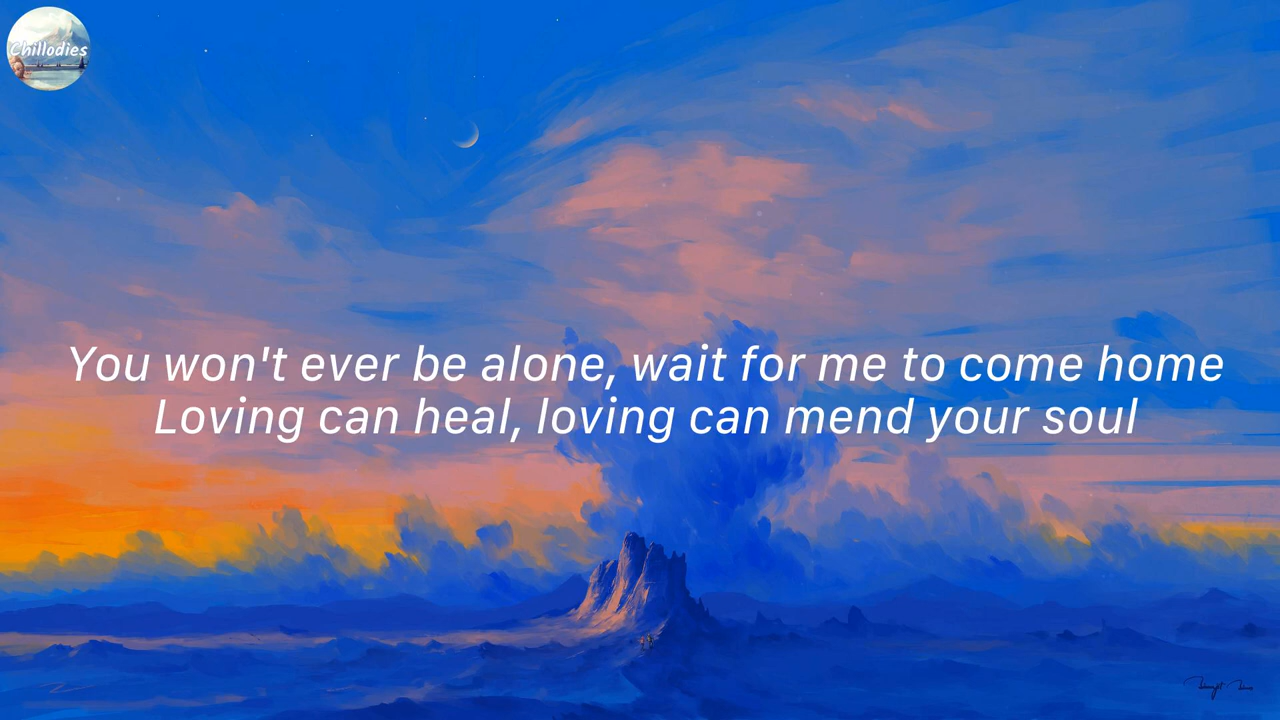 Chillodies
You won't ever be alone, wait for me to come home
Loving can heal, loving can mend your soul